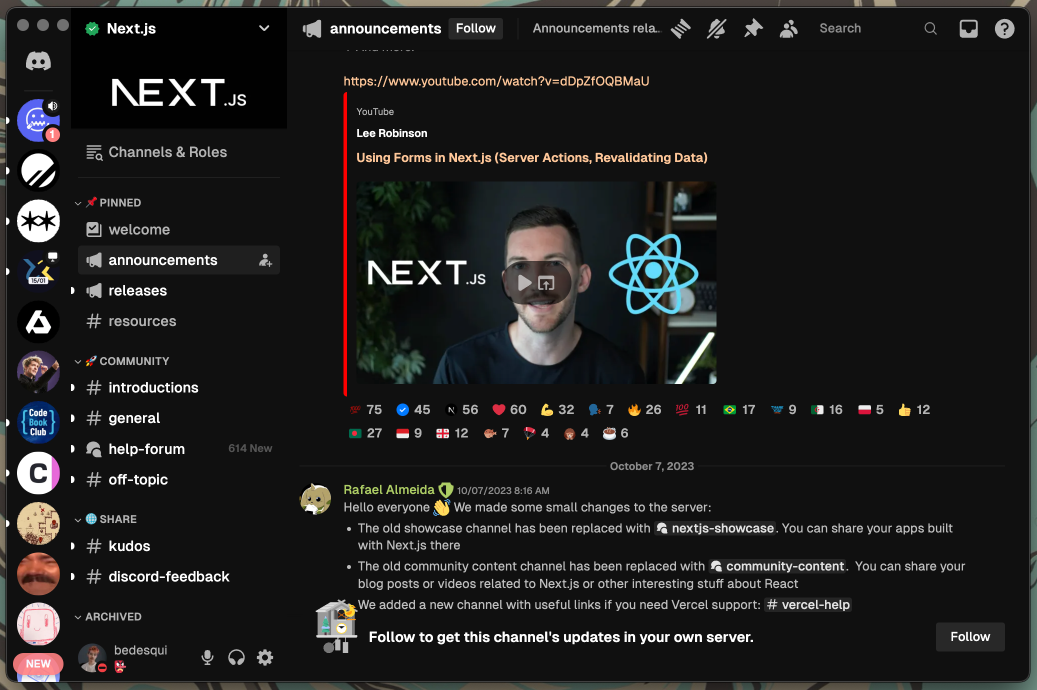 Next.js
announcements
Follow
Announcements rela...
Search
NEXT.JS
Channels & Roles
PINNED
welcome
announcements
releases
resources
COMMUNITY
introductions
general
help-forum
614 New
off-topic
SHARE
kudos
discord-feedback
ARCHIVED
bedesqui
1
15/01
Code
Book
Club
C
NEW
https://www.youtube.com/watch?v=dDpZfOQBMaU
YouTube
Lee Robinson
Using Forms in Next.js (Server Actions, Revalidating Data)
NEXT.JS
75 45 N 56 60 32 7 26 100 11 17 9 16 5 12
27 9 12 7 4 4 6
October 7, 2023
Rafael Almeida 10/07/2023 8:16 AM
Hello everyone 👋 We made some small changes to the server:
• The old showcase channel has been replaced with nextjs-showcase. You can share your apps built
with Next.js there
• The old community content channel has been replaced with community-content. You can share your
blog posts or videos related to Next.js or other interesting stuff about React
We added a new channel with useful links if you need Vercel support: # vercel-help
Follow to get this channel's updates in your own server.
Follow